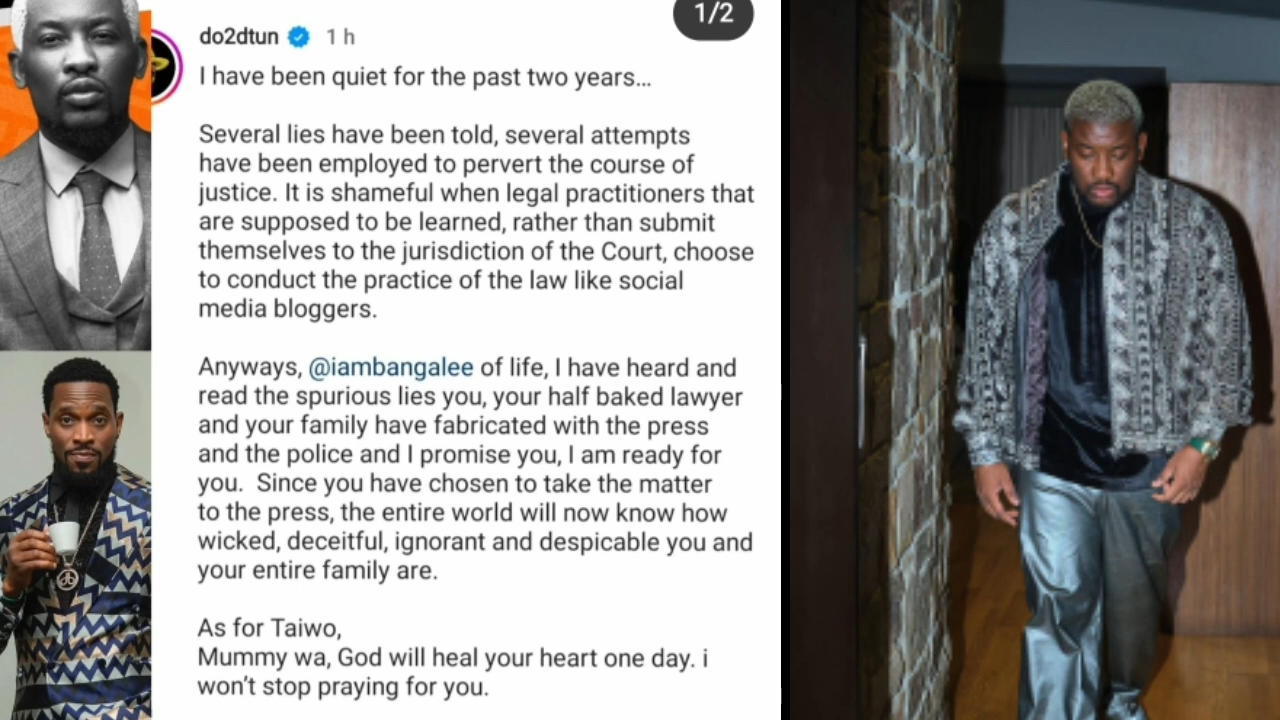 1/2
do2dtun 1 h
I have been quiet for the past two years...
Several lies have been told, several attempts
have been employed to pervert the course of
justice. It is shameful when legal practitioners that
are supposed to be learned, rather than submit
themselves to the jurisdiction of the Court, choose
to conduct the practice of the law like social
media bloggers.
Anyways, @iambangalee of life, I have heard and
read the spurious lies you, your half baked lawyer
and your family have fabricated with the press
and the police and I promise you, I am ready for
you.  Since you have chosen to take the matter
to the press, the entire world will now know how
wicked, deceitful, ignorant and despicable you and
your entire family are.
As for Taiwo,
Mummy wa, God will heal your heart one day. i
won't stop praying for you.